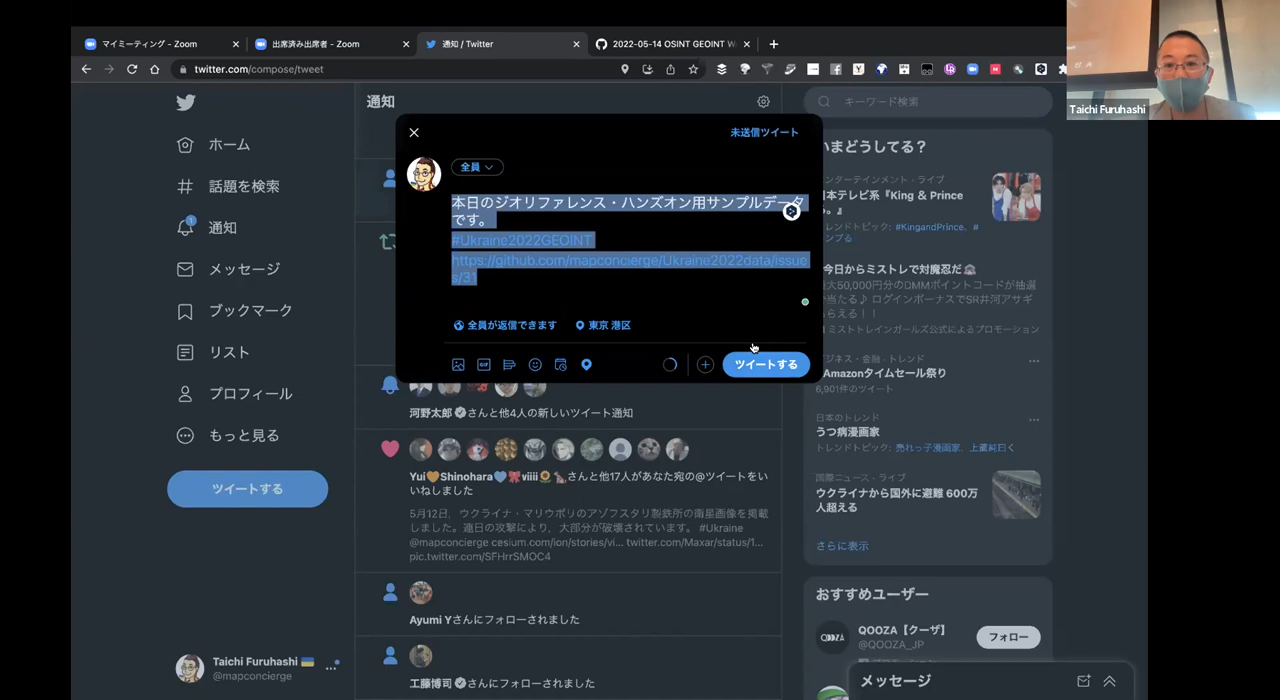 マイミーティング - Zoom
出席済み出席者 - Zoom
通知 / Twitter
2022-05-14 OSINT GEOINT W
twitter.com/compose/tweet
Taichi Furuhashi
ホーム
話題を検索
通知
メッセージ
ブックマーク
リスト
プロフィール
もっと見る
ツイートする
Taichi Furuhashi
@mapconcierge
通知
未送信ツイート
全員
本日のジオリファレンス・ハンズオン用サンプルデータ
です。
#Ukraine2022GEOINT
https://github.com/mapconcierge/Ukraine2022data/issue
s/31
全員が返信できます
東京 港区
GIF
ツイートする
河野太郎さんと他4人の新しいツイート通知
Yui🧡Shinohara💙🎀viiii🌻🐩さんと他17人があなた宛の@ツイートをい
いねしました
5月12日，ウクライナ・マリウポリのアゾフスタリ製鉄所の衛星画像を掲載
しました。連日の攻撃により、大部分が破壊されています。 #Ukraine
@mapconcierge cesium.com/ion/stories/vi... twitter.com/Maxar/status/1...
pic.twitter.com/SFHrrSMOC4
Ayumi Yさんにフォローされました
工藤博司さんにフォローされました
キーワード検索
いまどうしてる？
ンターテインメント・ライブ
本テレビ系『King & Prince
。』
トレンドトピック: #KingandPrince、#
ンプる
今日からミストレで対魔忍だ
大50,000円分のDMMポイントコードが抽選
で当たる♪ ログインボーナスでSR井河アサギ
もらえる！！
ミストトレインガールズ公式によるプロモーション
ジネス・金融・トレンド
Amazonタイムセール祭り
6,901件のツイート
日本のトレンド
うつ病漫画家
トレンドトピック: 売れっ子漫画家、上薗純曰く
国際ニュース・ライブ
ウクライナから国外に避難 600万
人超える
さらに表示
おすすめユーザー
QOOZA
QOOZA【クーザ】
@QOOZA_JP
フォロー
メッセージ